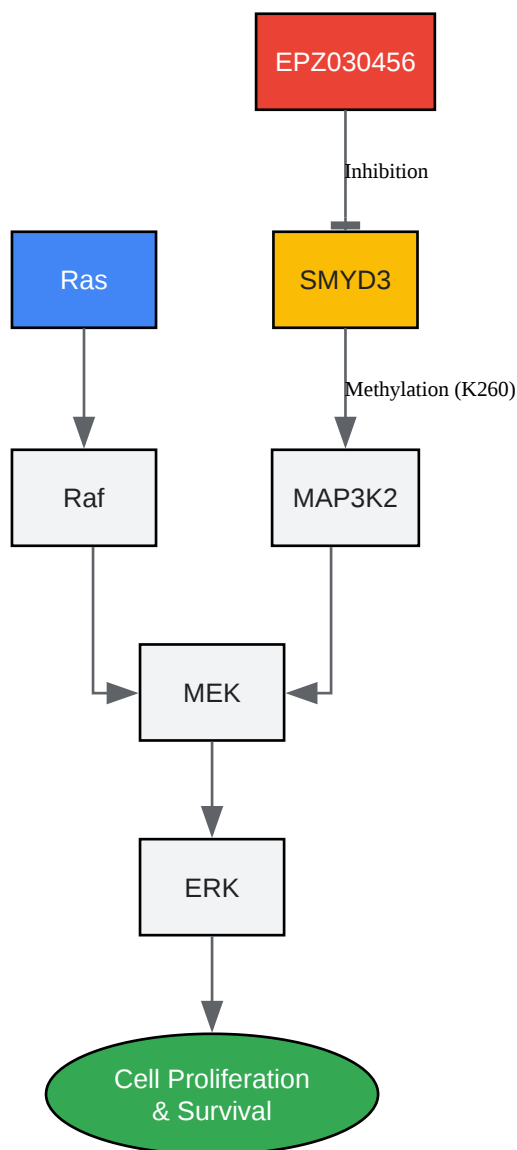 EPZ030456
Inhibition
Ras
SMYD3
Methylation (K260)
Raf
MAP3K2
MEK
ERK
Cell Proliferation
& Survival